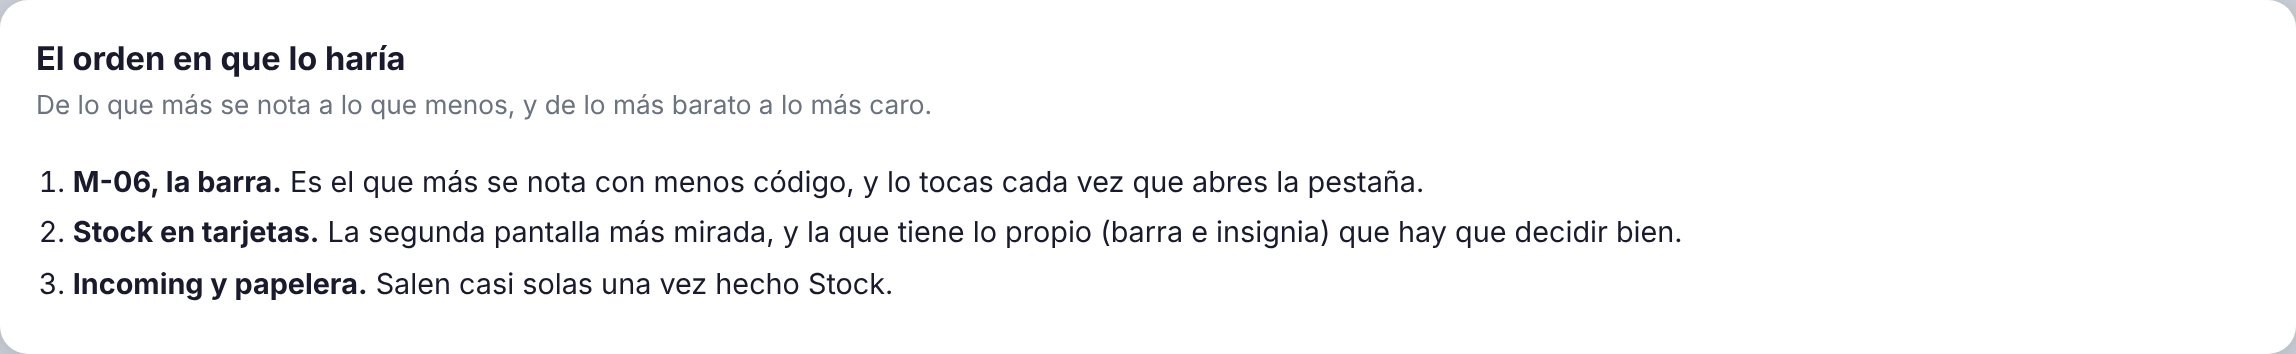 El orden en que lo haría
De lo que más se nota a lo que menos, y de lo más barato a lo más caro.
1. M-06, la barra. Es el que más se nota con menos código, y lo tocas cada vez que abres la pestaña.
2. Stock en tarjetas. La segunda pantalla más mirada, y la que tiene lo propio (barra e insignia) que hay que decidir bien.
3. Incoming y papelera. Salen casi solas una vez hecho Stock.